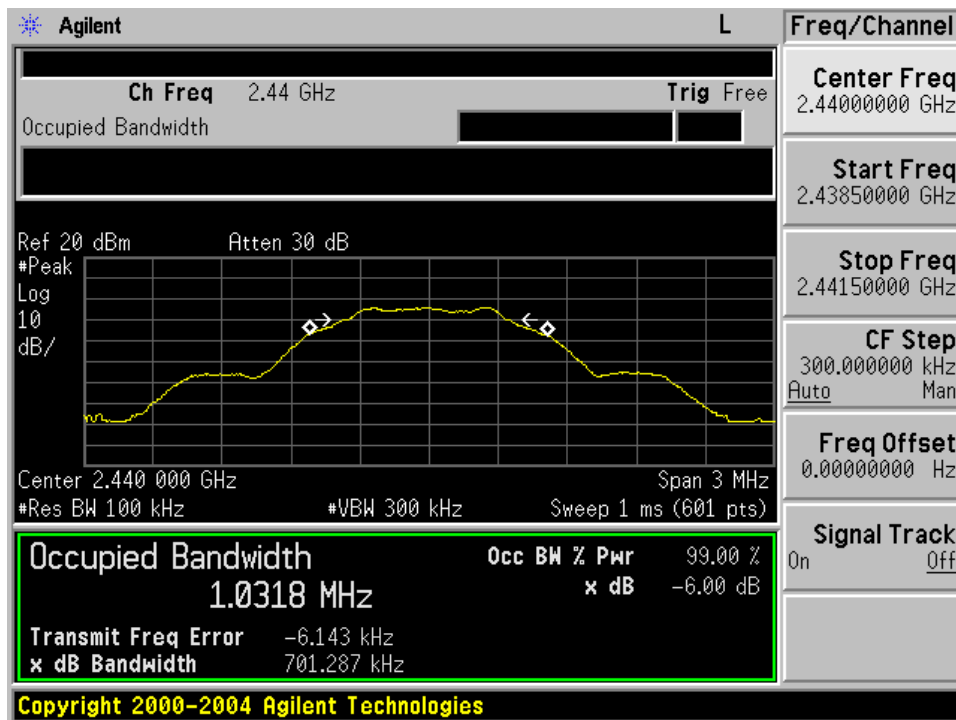 Agilent L
Ch Freq 2.44 GHz Trig Free
Occupied Bandwidth
Ref 20 dBm Atten 30 dB
#Peak
Log
10
dB/
Center 2.440 000 GHz Span 3 MHz
#Res BW 100 kHz #VBW 300 kHz Sweep 1 ms (601 pts)
Occupied Bandwidth Occ BW % Pwr 99.00 %
1.0318 MHz x dB -6.00 dB
Transmit Freq Error -6.143 kHz
x dB Bandwidth 701.287 kHz
Copyright 2000-2004 Agilent Technologies
Freq/Channel
Center Freq
2.44000000 GHz
Start Freq
2.43850000 GHz
Stop Freq
2.44150000 GHz
CF Step
300.000000 kHz
Auto Man
Freq Offset
0.00000000 Hz
Signal Track
On Off